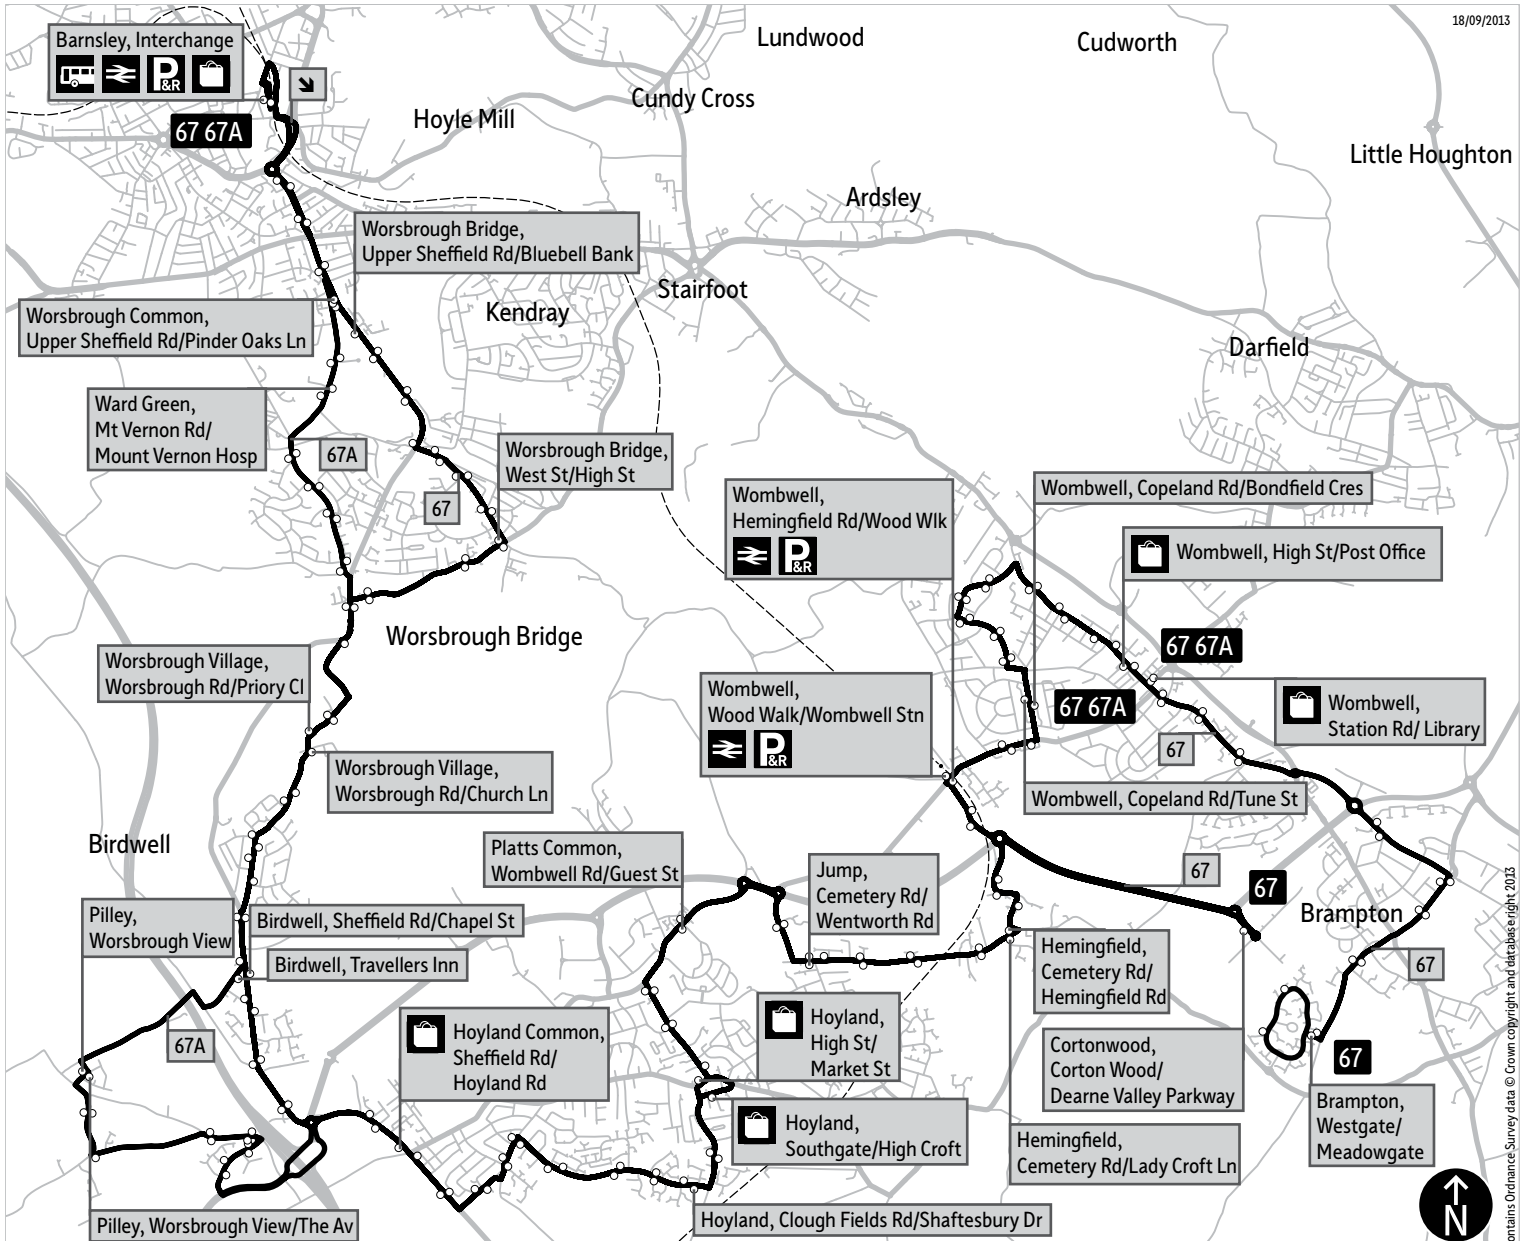 18/09/2013
Barnsley, Interchange
P&R
67 67A
Lundwood
Cudworth
Cundy Cross
Hoyle Mill
Little Houghton
Ardsley
Worsbrough Bridge,
Upper Sheffield Rd/Bluebell Bank
Stairfoot
Kendray
Worsbrough Common,
Upper Sheffield Rd/Pinder Oaks Ln
Darfield
Ward Green,
Mt Vernon Rd/
Mount Vernon Hosp
67A
Worsbrough Bridge,
West St/High St
67
Wombwell,
Hemingfield Rd/Wood Wlk
P&R
Wombwell, Copeland Rd/Bondfield Cres
Wombwell, High St/Post Office
67 67A
Worsbrough Bridge
Worsbrough Village,
Worsbrough Rd/Priory Cl
Wombwell,
Wood Walk/Wombwell Stn
P&R
67 67A
Wombwell,
Station Rd/ Library
67
Worsbrough Village,
Worsbrough Rd/Church Ln
Wombwell, Copeland Rd/Tune St
Birdwell
Platts Common,
Wombwell Rd/Guest St
Jump,
Cemetery Rd/
Wentworth Rd
67
67
Brampton
Pilley,
Worsbrough View
Birdwell, Sheffield Rd/Chapel St
Birdwell, Travellers Inn
Hemingfield,
Cemetery Rd/
Hemingfield Rd
67
67A
Hoyland Common,
Sheffield Rd/
Hoyland Rd
Hoyland,
High St/
Market St
Cortonwood,
Corton Wood/
Dearne Valley Parkway
67
Brampton,
Westgate/
Meadowgate
Hoyland,
Southgate/High Croft
Hemingfield,
Cemetery Rd/Lady Croft Ln
Pilley, Worsbrough View/The Av
Hoyland, Clough Fields Rd/Shaftesbury Dr
N
ontains Ordnance Survey data © Crown copyright and database right 2013